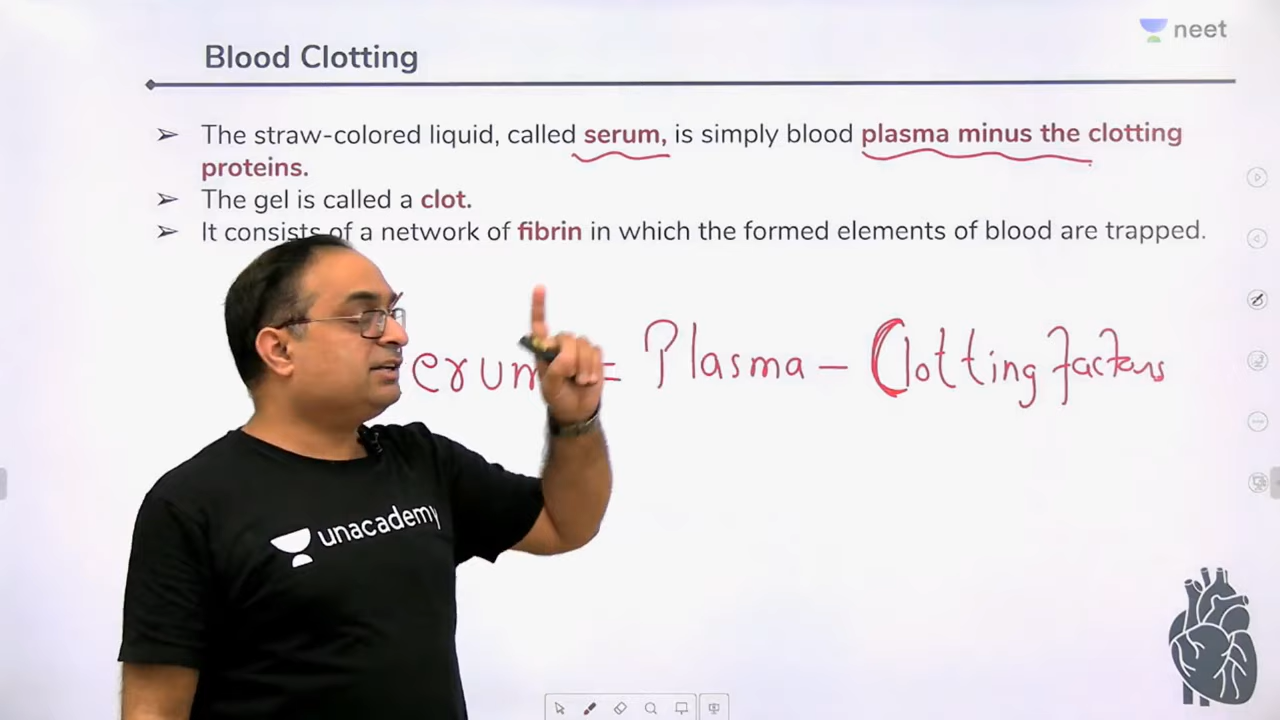 neet
Blood Clotting
➢ The straw-colored liquid, called serum, is simply blood plasma minus the clotting
proteins.
➢ The gel is called a clot.
➢ It consists of a network of fibrin in which the formed elements of blood are trapped.
erum = Plasma – Clotting factors
unacademy